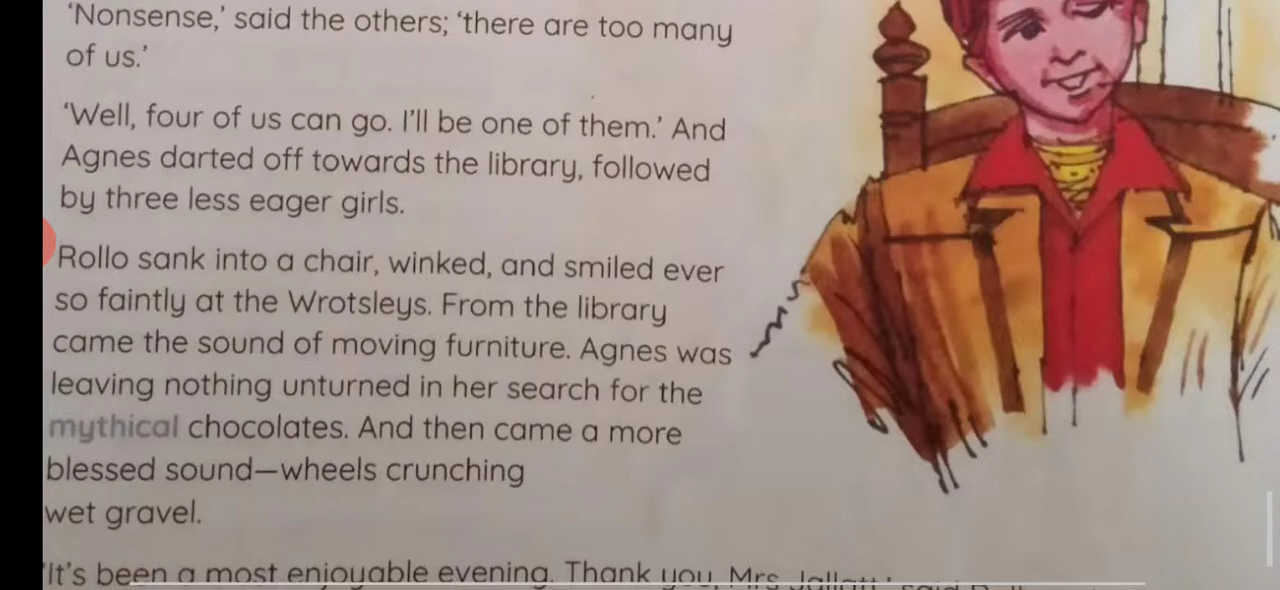 ‘Nonsense,’ said the others; ‘there are too many
of us.’
‘Well, four of us can go. I’ll be one of them.’ And
Agnes darted off towards the library, followed
by three less eager girls.
Rollo sank into a chair, winked, and smiled ever
so faintly at the Wrotsleys. From the library
came the sound of moving furniture. Agnes was
leaving nothing unturned in her search for the
mythical chocolates. And then came a more
blessed sound—wheels crunching
wet gravel.
‘It’s been a most enjoyable evening. Thank you, Mrs Jallatt,’ said